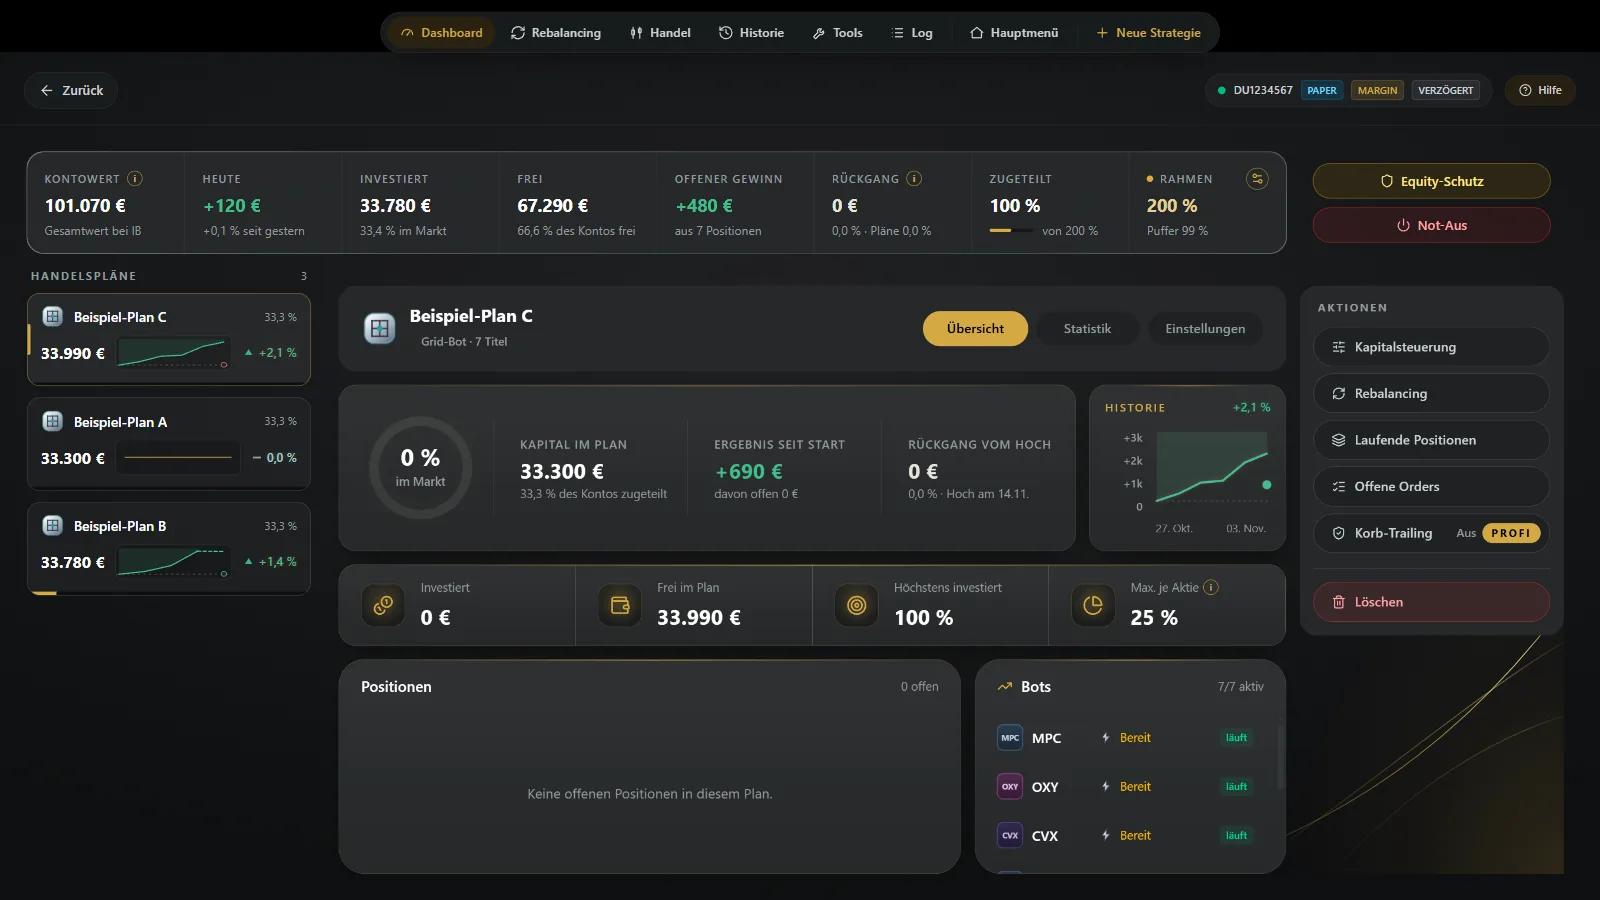 Dashboard Rebalancing Handel Historie Tools Log Hauptmenü Neue Strategie
Zurück
DU1234567 PAPER MARGIN VERZÖGERT Hilfe
KONTOWERT
101.070 €
Gesamtwert bei IB
HEUTE
+120 €
+0,1 % seit gestern
INVESTIERT
33.780 €
33,4 % im Markt
FREI
67.290 €
66,6 % des Kontos frei
OFFENER GEWINN
+480 €
aus 7 Positionen
RÜCKGANG
0 €
0,0 % · Pläne 0,0 %
ZUGETEILT
100 %
von 200 %
RAHMEN
200 %
Puffer 99 %
Equity-Schutz
Not-Aus
HANDELSPLÄNE 3
Beispiel-Plan C 33,3 %
33.990 € ▲ +2,1 %
Beispiel-Plan A 33,3 %
33.300 € − 0,0 %
Beispiel-Plan B 33,3 %
33.780 € ▲ +1,4 %
Beispiel-Plan C
Grid-Bot · 7 Titel
Übersicht Statistik Einstellungen
0 %
im Markt
KAPITAL IM PLAN
33.300 €
33,3 % des Kontos zugeteilt
ERGEBNIS SEIT START
+690 €
davon offen 0 €
RÜCKGANG VOM HOCH
0 €
0,0 % · Hoch am 14.11.
HISTORIE +2,1 %
+3k
+2k
+1k
0
27. Okt. 03. Nov.
Investiert
0 €
Frei im Plan
33.990 €
Höchstens investiert
100 %
Max. je Aktie
25 %
Positionen 0 offen
Keine offenen Positionen in diesem Plan.
Bots 7/7 aktiv
MPC MPC Bereit läuft
OXY OXY Bereit läuft
CVX CVX Bereit läuft
AKTIONEN
Kapitalsteuerung
Rebalancing
Laufende Positionen
Offene Orders
Korb-Trailing Aus PROFI
Löschen